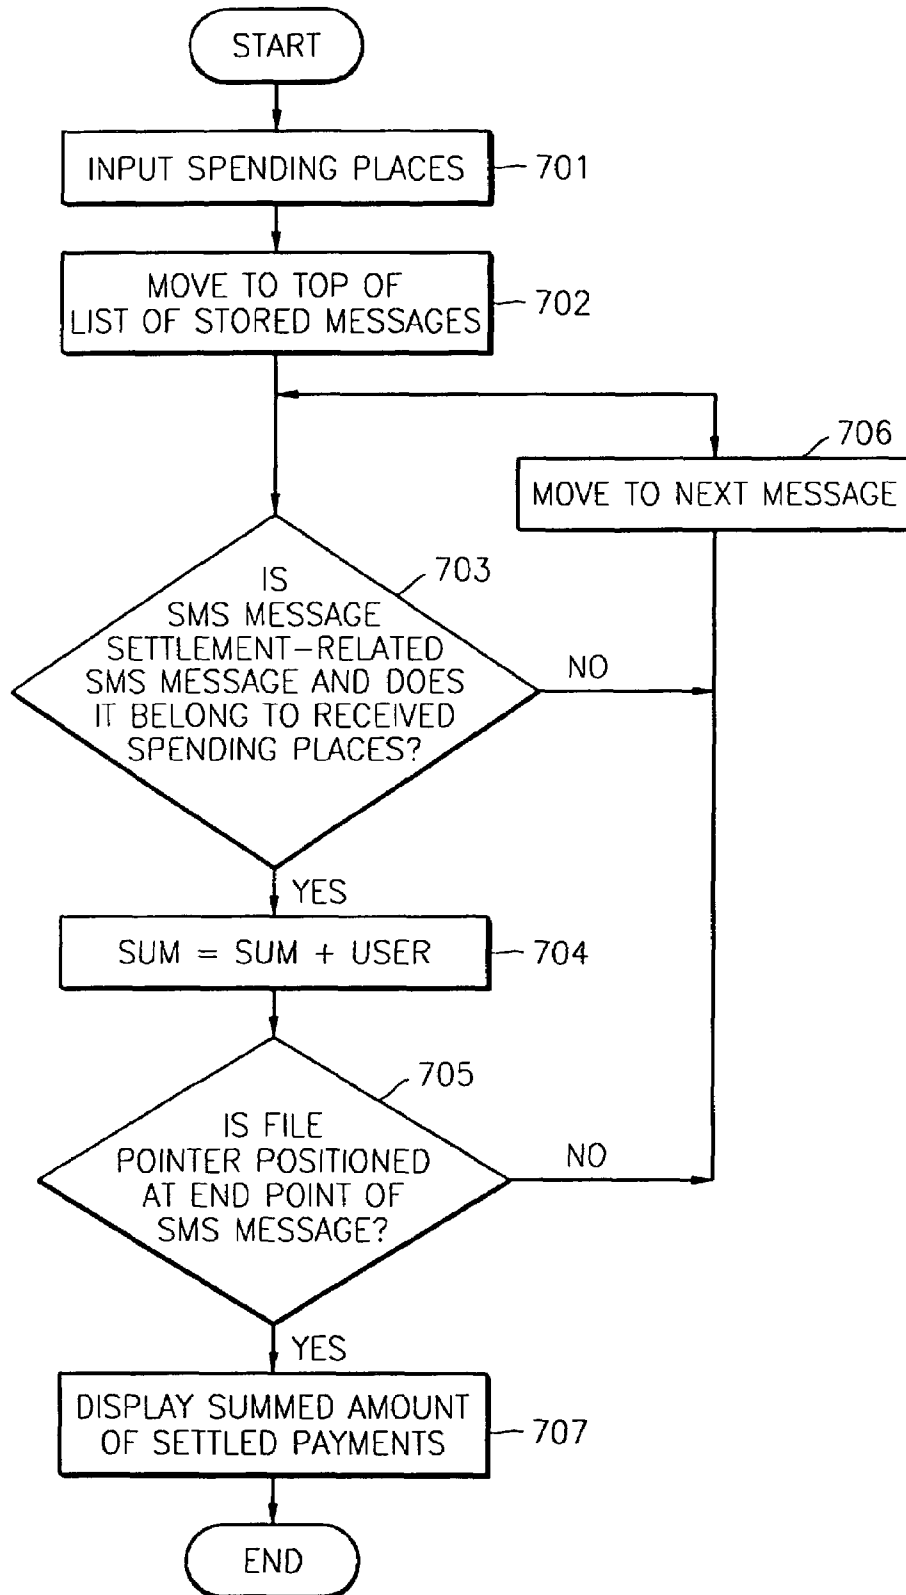 START
INPUT SPENDING PLACES
701
MOVE TO TOP OF
LIST OF STORED MESSAGES
702
706
MOVE TO NEXT MESSAGE
703
IS
SMS MESSAGE
SETTLEMENT-RELATED
SMS MESSAGE AND DOES
IT BELONG TO RECEIVED
SPENDING PLACES?
NO
YES
SUM = SUM + USER
704
705
IS FILE
POINTER POSITIONED
AT END POINT OF
SMS MESSAGE?
NO
YES
DISPLAY SUMMED AMOUNT
OF SETTLED PAYMENTS
707
END